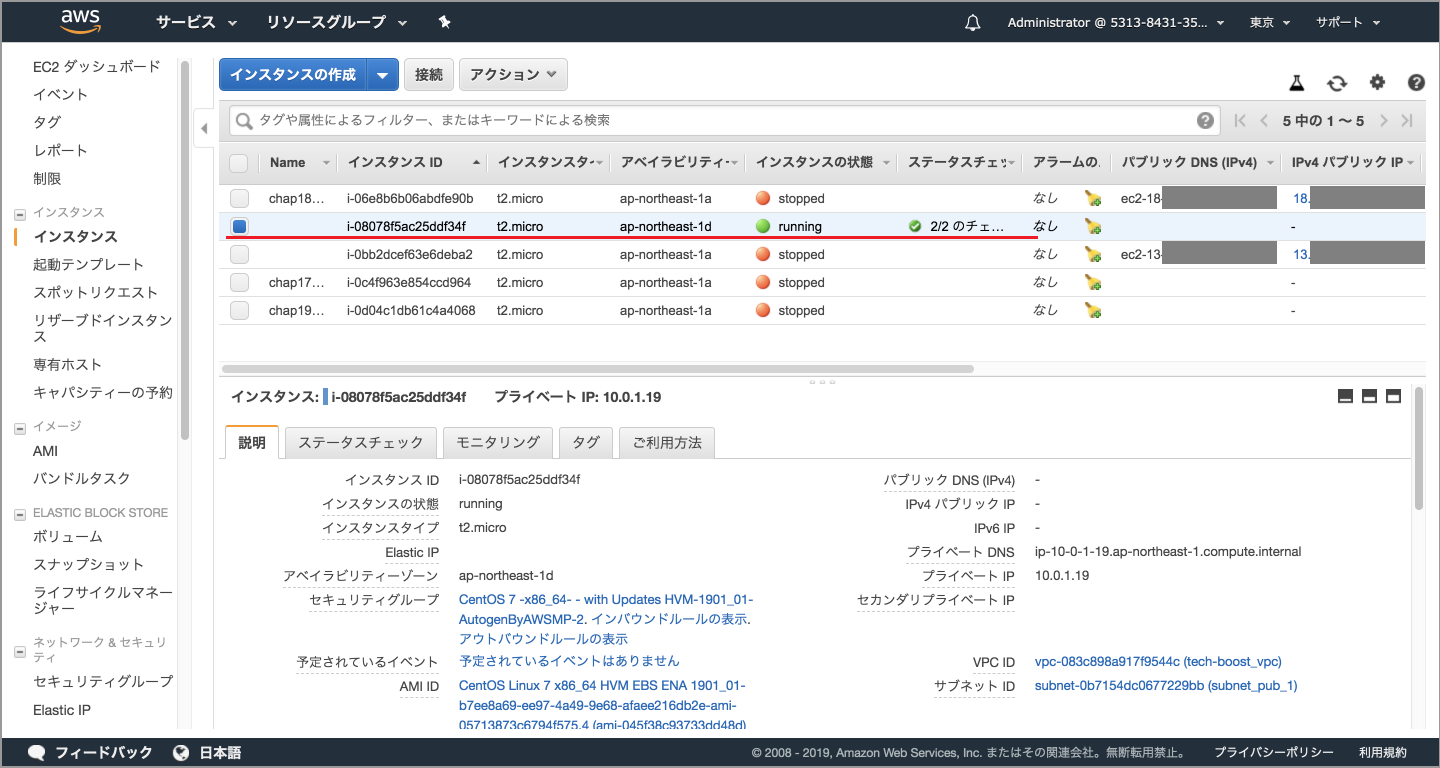 aws サービス リソースグループ Administrator @ 5313-8431-35... 東京 サポート
EC2 ダッシュボード
イベント
タグ
レポート
制限
インスタンス
インスタンス
起動テンプレート
スポットリクエスト
リザーブドインスタン
ス
専有ホスト
キャパシティーの予約
イメージ
AMI
バンドルタスク
ELASTIC BLOCK STORE
ボリューム
スナップショット
ライフサイクルマネー
ジャー
ネットワーク & セキュリ
ティ
セキュリティグループ
Elastic IP
インスタンスの作成 接続 アクション
タグや属性によるフィルター、またはキーワードによる検索 5 中の 1 ～ 5
Name インスタンス ID インスタンスタ アベイラビリティ インスタンスの状態 ステータスチェッ アラームの. パブリック DNS (IPv4) IPv4 パブリック IP
chap18... i-06e8b6b06abdfe90b t2.micro ap-northeast-1a stopped なし ec2-18- 18.
i-08078f5ac25ddf34f t2.micro ap-northeast-1d running 2/2 のチェ... なし -
i-0bb2dcef63e6deba2 t2.micro ap-northeast-1a stopped なし ec2-13- 13.
chap17... i-0c4f963e854ccd964 t2.micro ap-northeast-1a stopped なし -
chap19... i-0d04c1db61c4a4068 t2.micro ap-northeast-1a stopped なし -
インスタンス: i-08078f5ac25ddf34f プライベート IP: 10.0.1.19
説明 ステータスチェック モニタリング タグ ご利用方法
インスタンス ID i-08078f5ac25ddf34f
インスタンスの状態 running
インスタンスタイプ t2.micro
Elastic IP
アベイラビリティーゾーン ap-northeast-1d
セキュリティグループ CentOS 7 -x86_64- - with Updates HVM-1901_01-
AutogenByAWSMP-2. インバウンドルールの表示.
アウトバウンドルールの表示
予定されているイベント 予定されているイベントはありません
AMI ID CentOS Linux 7 x86_64 HVM EBS ENA 1901_01-
b7ee8a69-ee97-4a49-9e68-afaee216db2e-ami-
05713873c6794f575.4 (ami-045f38c93733dd48d)
パブリック DNS (IPv4) -
IPv4 パブリック IP -
IPv6 IP -
プライベート DNS ip-10-0-1-19.ap-northeast-1.compute.internal
プライベート IP 10.0.1.19
セカンダリプライベート IP
VPC ID vpc-083c898a917f9544c (tech-boost_vpc)
サブネット ID subnet-0b7154dc0677229bb (subnet_pub_1)
フィードバック 日本語 © 2008 - 2019, Amazon Web Services, Inc. またはその関連会社。無断転用禁止。 プライバシーポリシー 利用規約